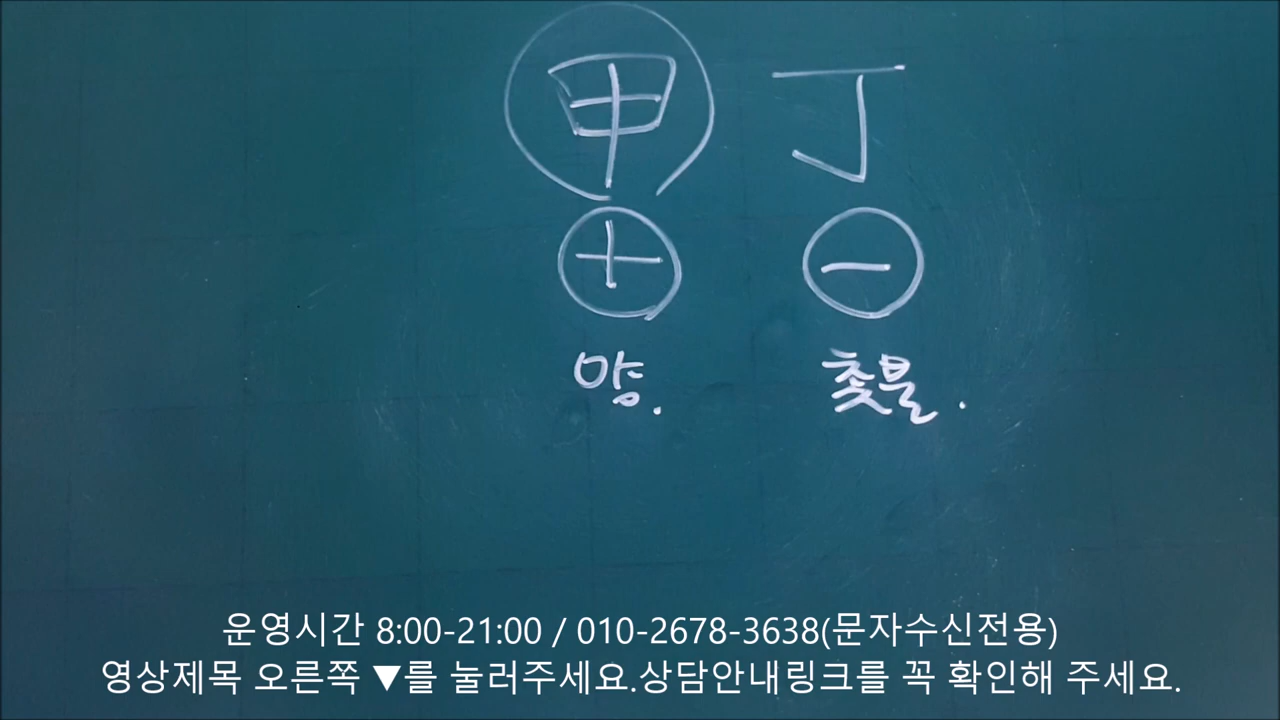 甲 丁
+ -
양. 촛불.
운영시간 8:00-21:00 / 010-2678-3638(문자수신전용)
영상제목 오른쪽 ▼를 눌러주세요.상담안내링크를 꼭 확인해 주세요.